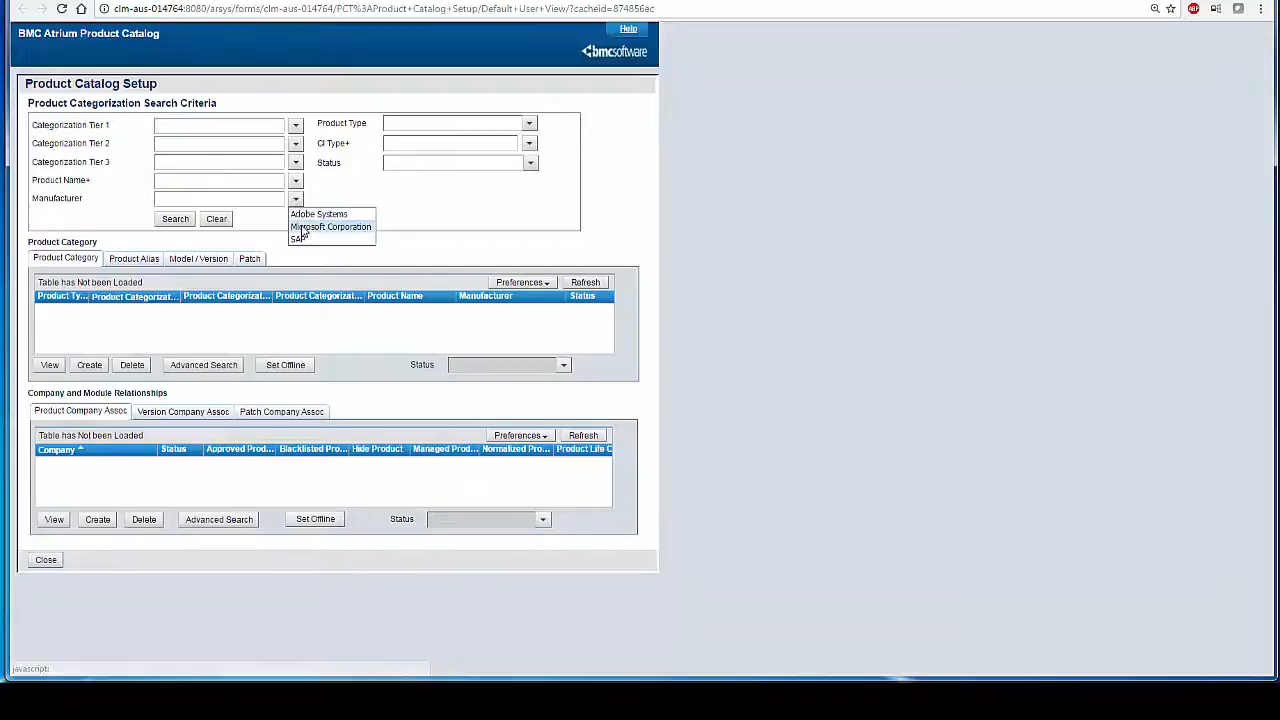 clm-aus-014764:8080/arsys/forms/clm-aus-014764/PCT%3AProduct+Catalog+Setup/Default+User+View/?cacheid=874856ec
BMC Atrium Product Catalog
Help
bmcsoftware
Product Catalog Setup
Product Categorization Search Criteria
Categorization Tier 1
Product Type
Categorization Tier 2
CI Type+
Categorization Tier 3
Status
Product Name+
Manufacturer
Adobe Systems
Microsoft Corporation
SAP
Search Clear
Product Category
Product Category Product Alias Model / Version Patch
Table has Not been Loaded Preferences Refresh
Product Ty... Product Categorizat... Product Categorizat... Product Categorizat... Product Name Manufacturer Status
View Create Delete Advanced Search Set Offline Status
Company and Module Relationships
Product Company Assoc Version Company Assoc Patch Company Assoc
Table has Not been Loaded Preferences Refresh
Company Status Approved Prod... Blacklisted Pro... Hide Product Managed Prod... Normalized Pro... Product Life C
View Create Delete Advanced Search Set Offline Status
Close
javascript: